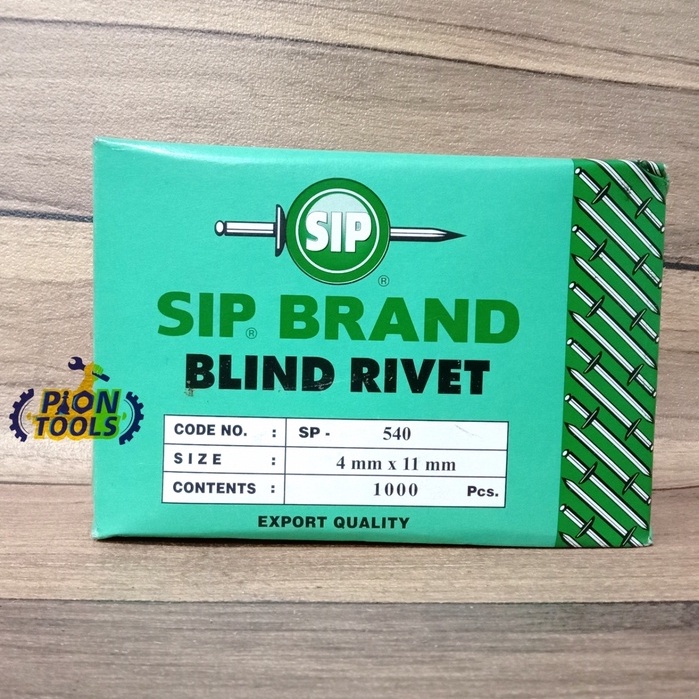 SIP
®
SIP® BRAND
BLIND RIVET
PION
TOOLS
CODE NO. : SP - 540
SIZE : 4 mm x 11 mm
CONTENTS : 1000 Pcs.
EXPORT QUALITY